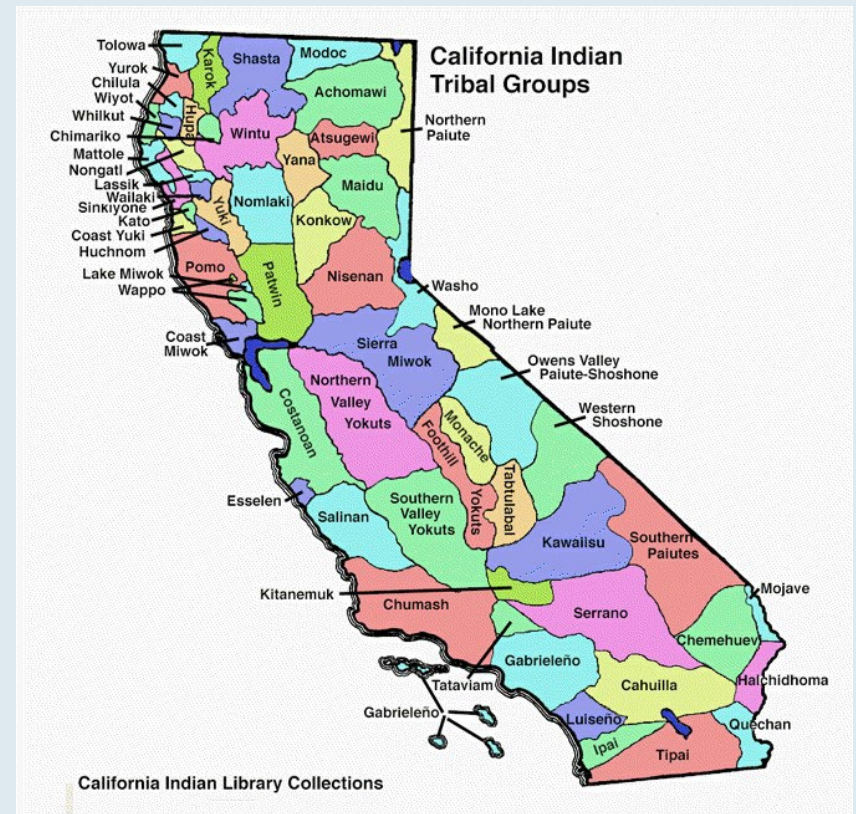 California Indian
Tribal Groups
Tolowa
Yurok
Chilula
Wiyot
Whilkut
Chimariko
Mattole
Nongatl
Lassik
Wailaki
Sinkiyone
Kato
Coast Yuki
Huchnom
Lake Miwok
Wappo
Coast
Miwok
Karok
Shasta
Modoc
Achomawi
Hupa
Wintu
Atsugewi
Northern
Paiute
Yana
Maidu
Yuki
Nomlaki
Konkow
Pomo
Patwin
Nisenan
Washo
Mono Lake
Northern Paiute
Sierra
Miwok
Owens Valley
Paiute-Shoshone
Northern
Valley
Yokuts
Costanoan
Western
Shoshone
Monache
Foothill
Yokuts
Tabtulabal
Esselen
Salinan
Southern
Valley
Yokuts
Kawaiisu
Southern
Paiutes
Kitanemuk
Chumash
Serrano
Mojave
Chemehuevi
Tataviam
Gabrieleño
Cahuilla
Halchidhoma
Gabrieleño
Luiseño
Quechan
Ipai
Tipai
California Indian Library Collections